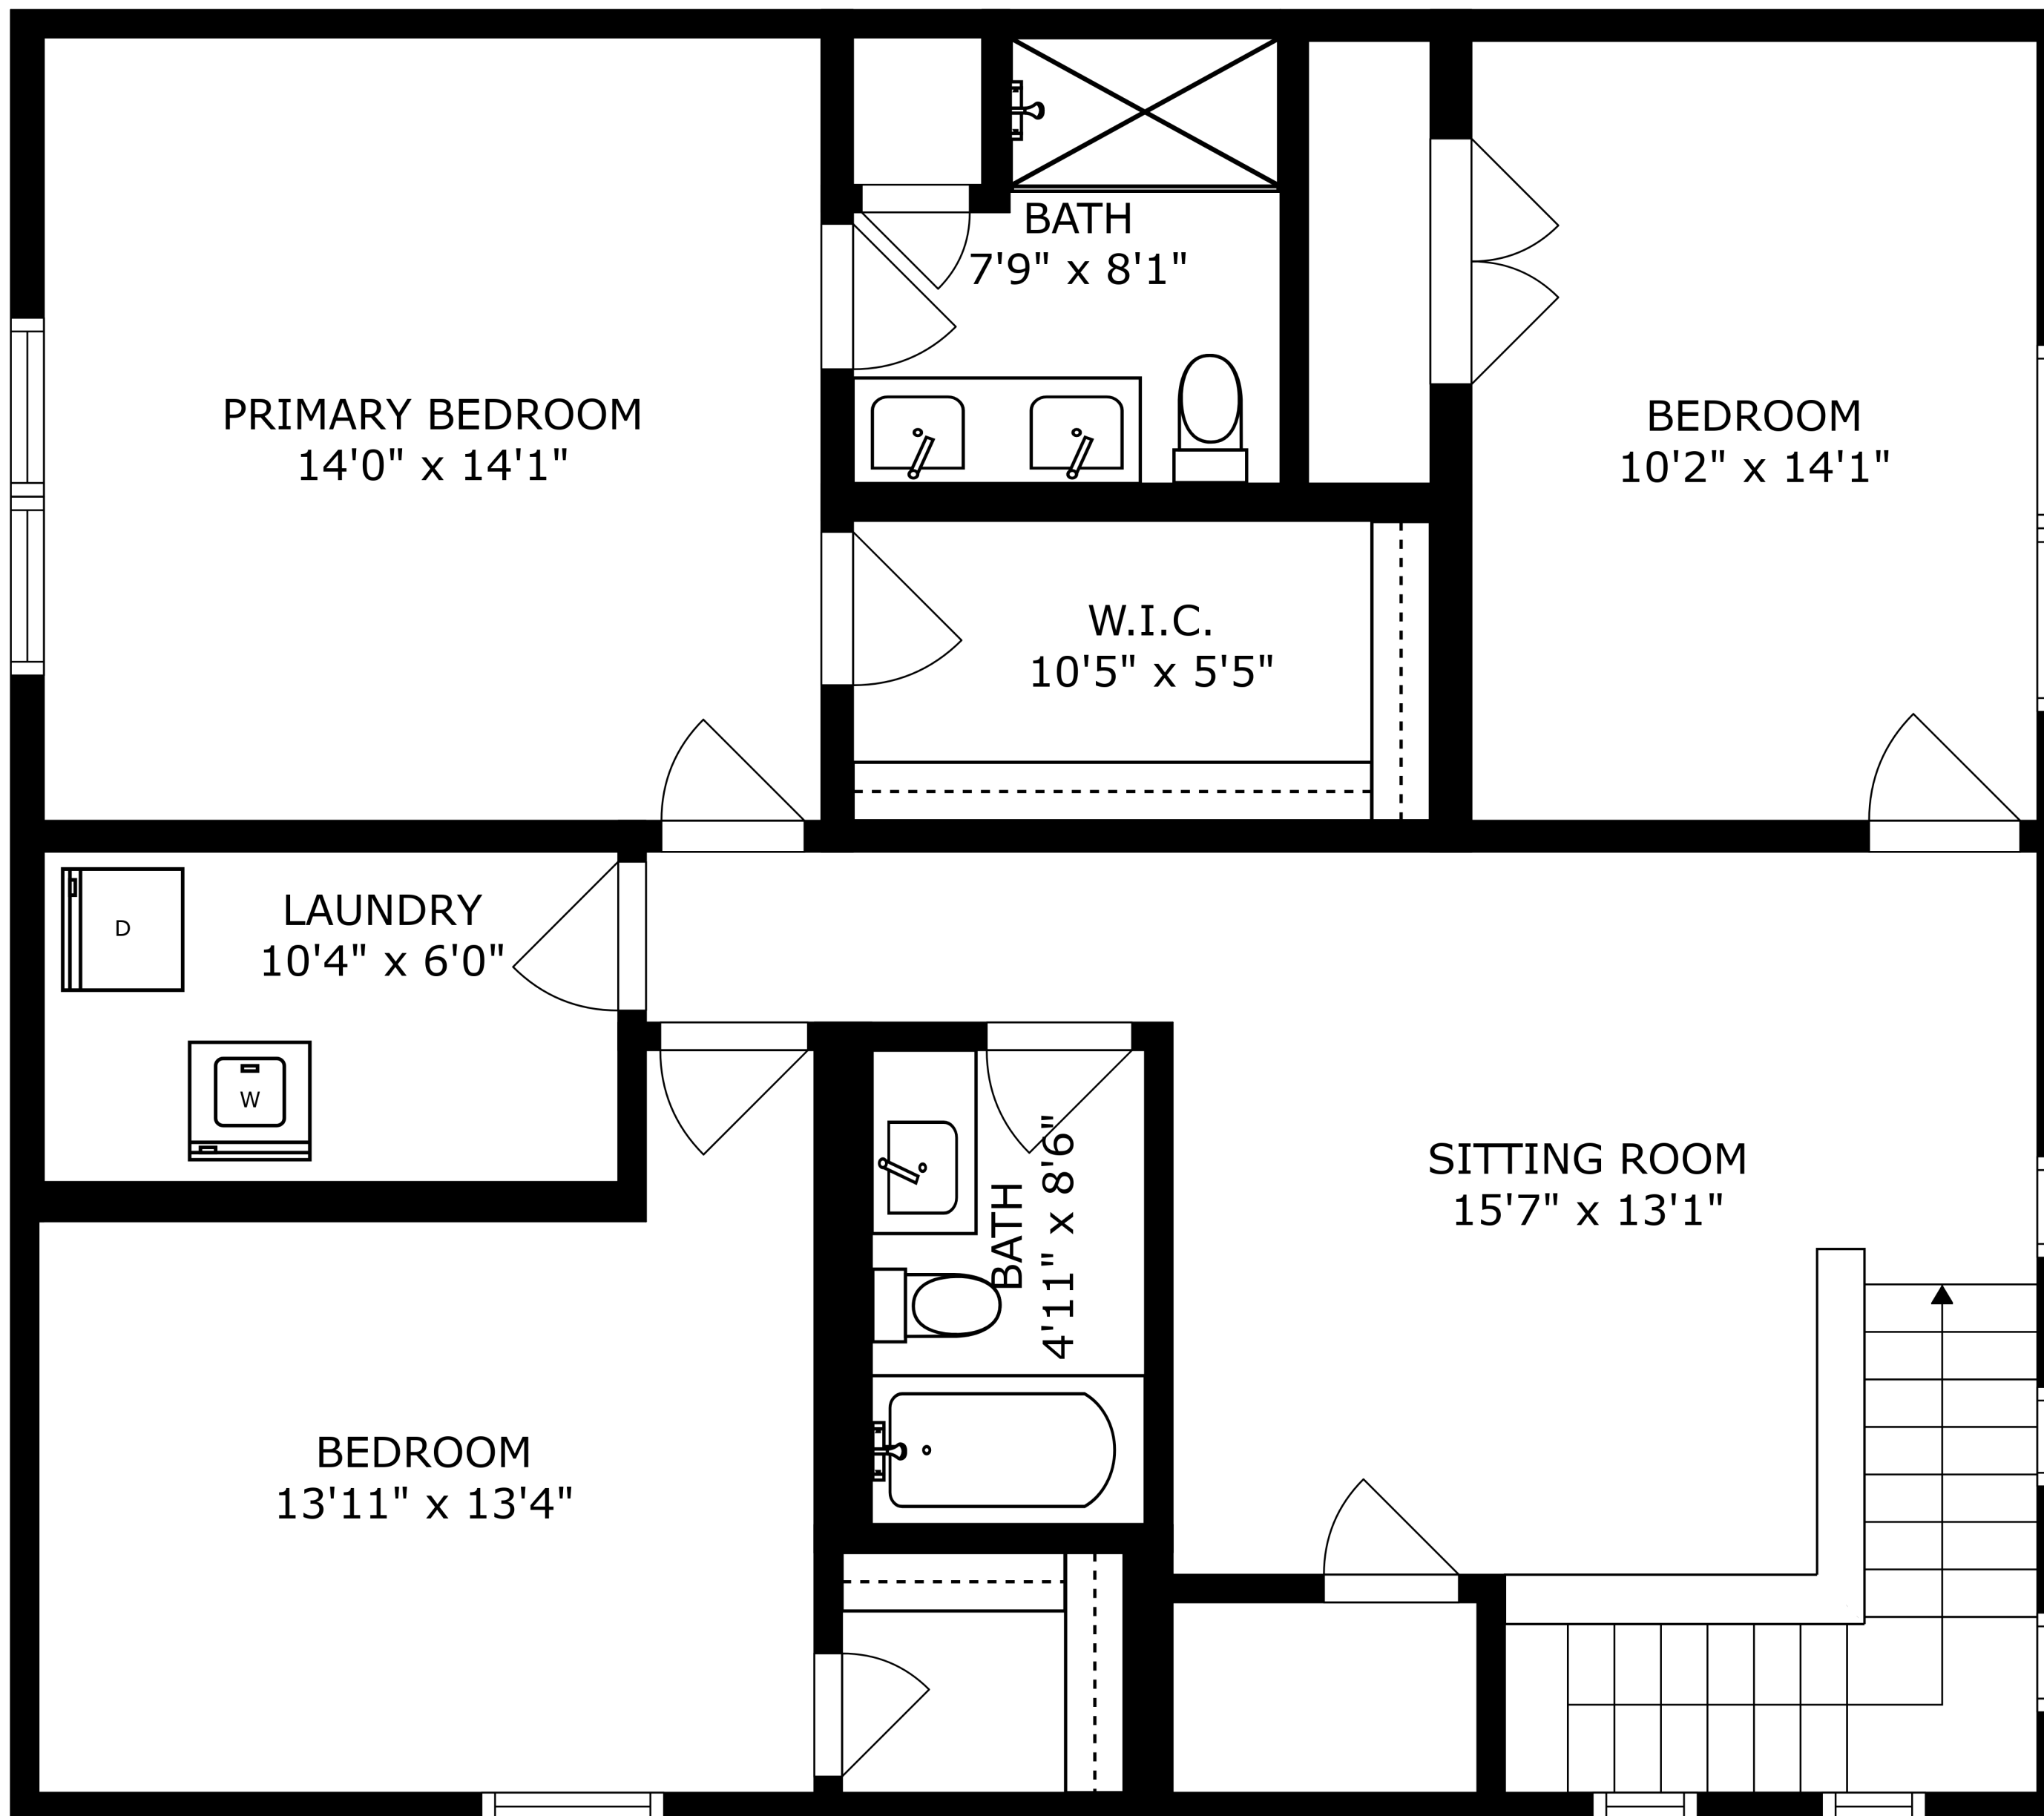 BATH
7'9" x 8'1"
PRIMARY BEDROOM
14'0" x 14'1"
BEDROOM
10'2" x 14'1"
W.I.C.
10'5" x 5'5"
D
LAUNDRY
10'4" x 6'0"
W
BATH
4'11" x 8'6"
SITTING ROOM
15'7" x 13'1"
BEDROOM
13'11" x 13'4"